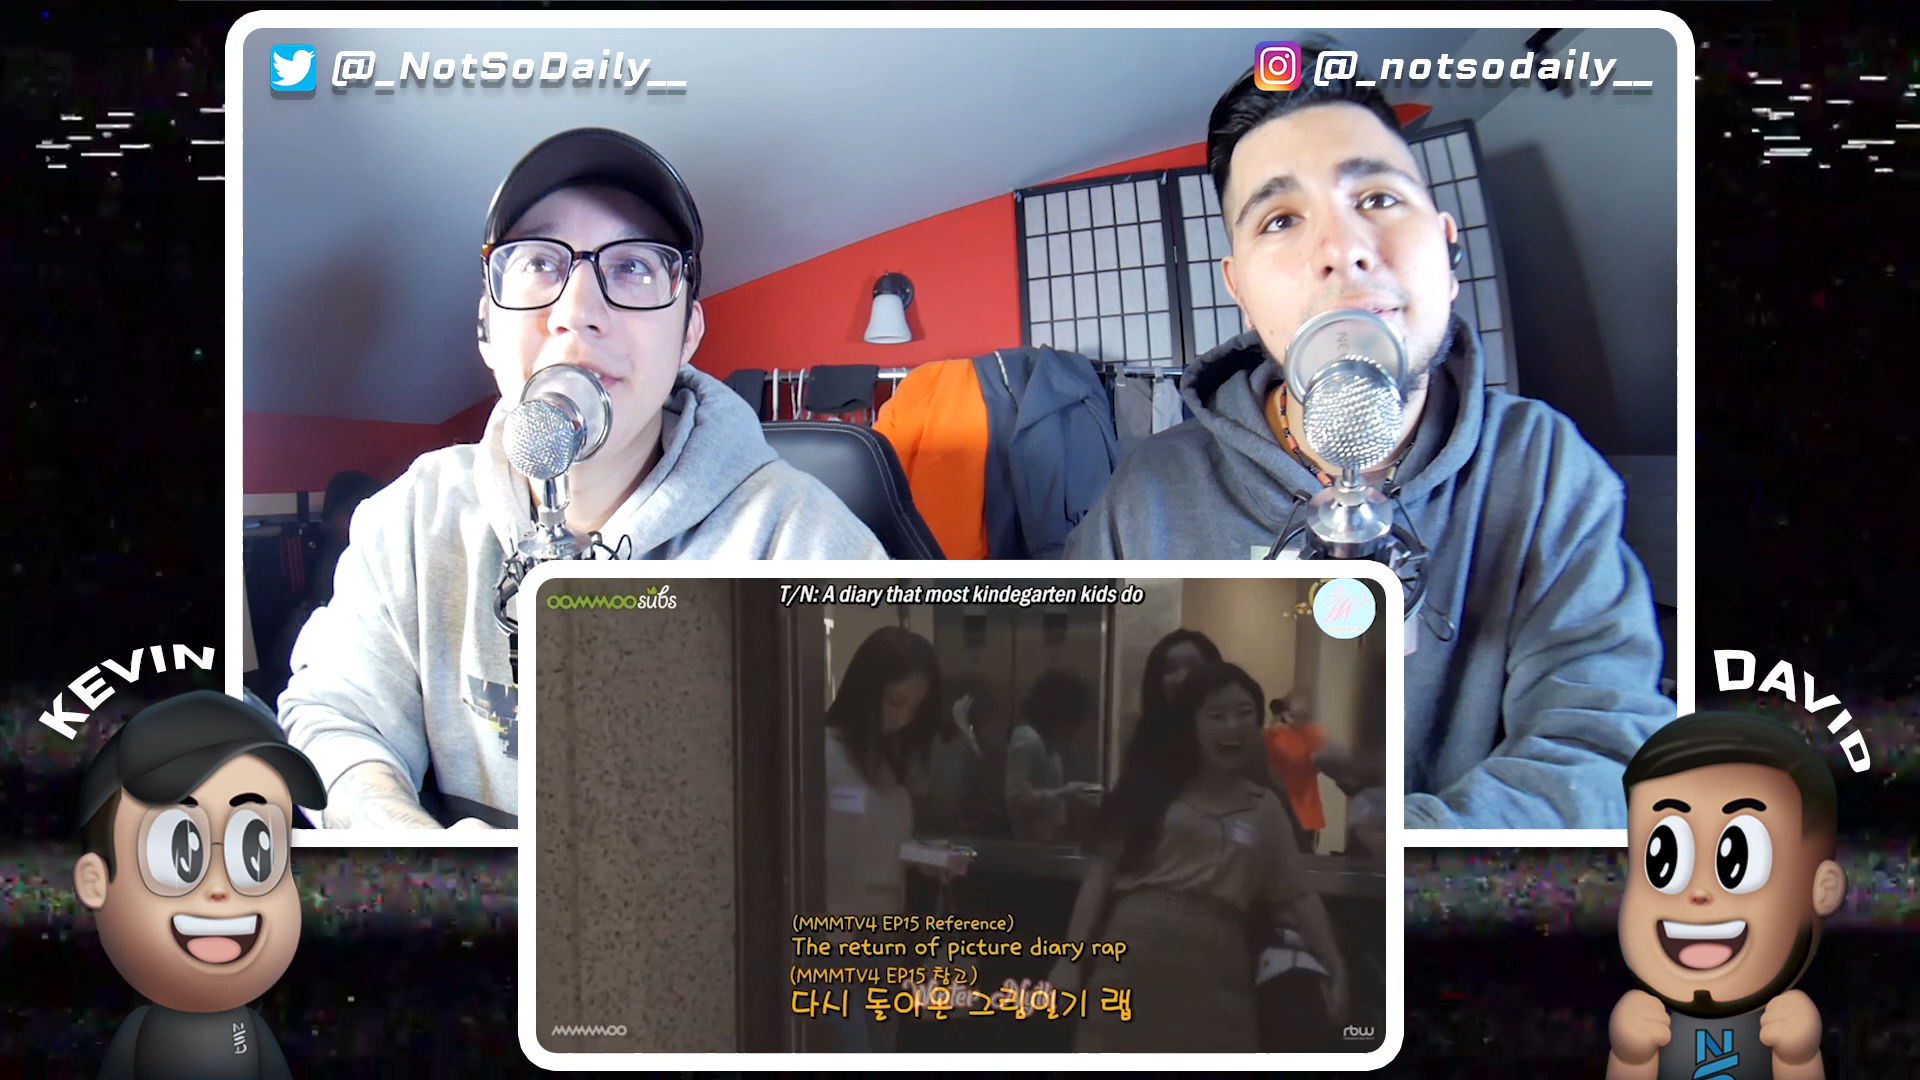 @_NotSoDaily__
@_notsodaily__
KEVIN
DAVID
oommoosubs
T/N: A diary that most kindegarten kids do
(MMMTV4 EP15 Reference)
The return of picture diary rap
(MMMTV4 EP15 참고)
다시 돌아온 그림일기 랩
MAMAMOO
rbw